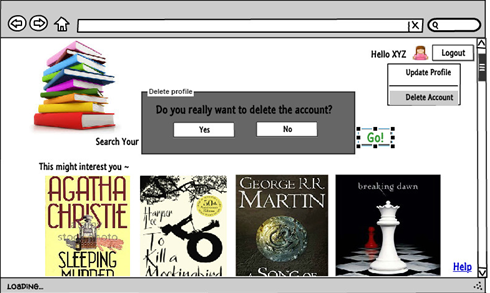 Hello XYZ
Logout
Update Profile
Delete Account
Delete profile
Do you really want to delete the account?
Yes
No
Search Your
Go!
This might interest you ~
AGATHA
CHRISTIE
SLEEPING
MURDER
Harper
Lee
50th
To
Kill a
Mockingbird
GEORGE R.R.
MARTIN
A SONG OF
breaking dawn
Help
LOADING...